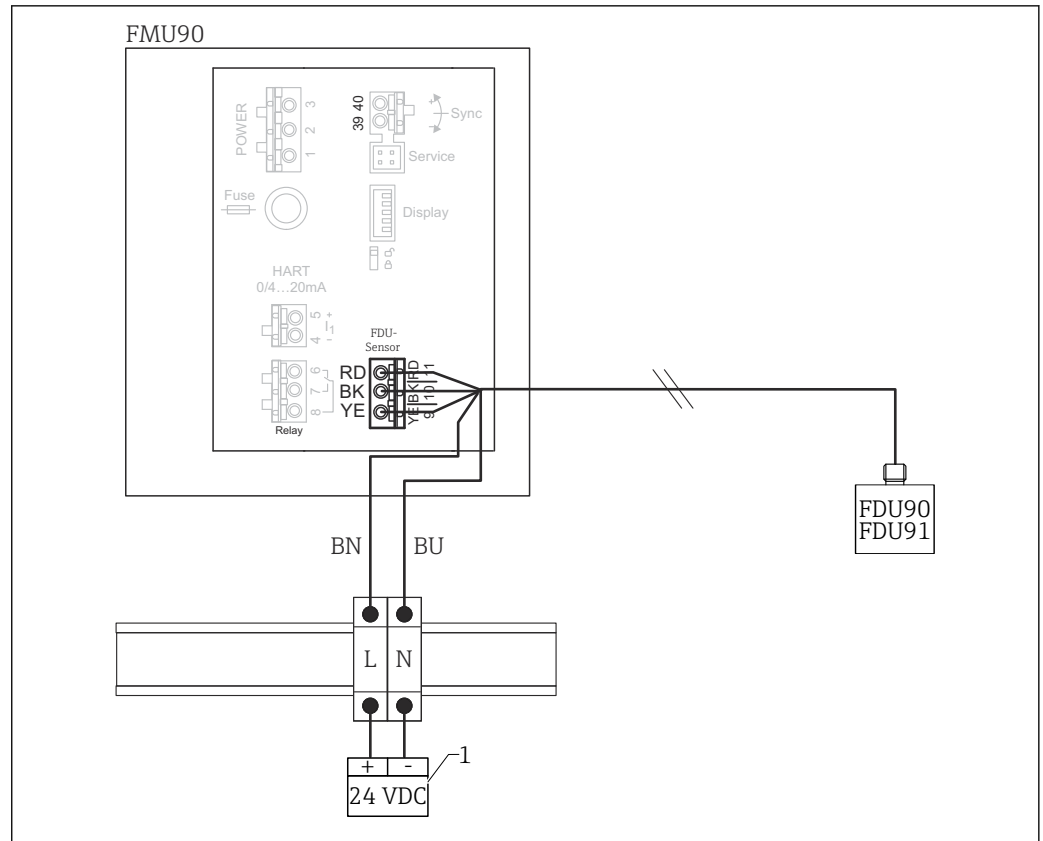 FMU90
POWER
3
2
1
39 40
+
-
Sync
Service
Fuse
Display
HART
0/4...20mA
5 +
4 -
I1
FDU-
Sensor
6
7
8
Relay
RD
BK
YE
RD 11
BK 10
YE 9
FDU90
FDU91
BN
BU
L
N
+
-
1
24 VDC